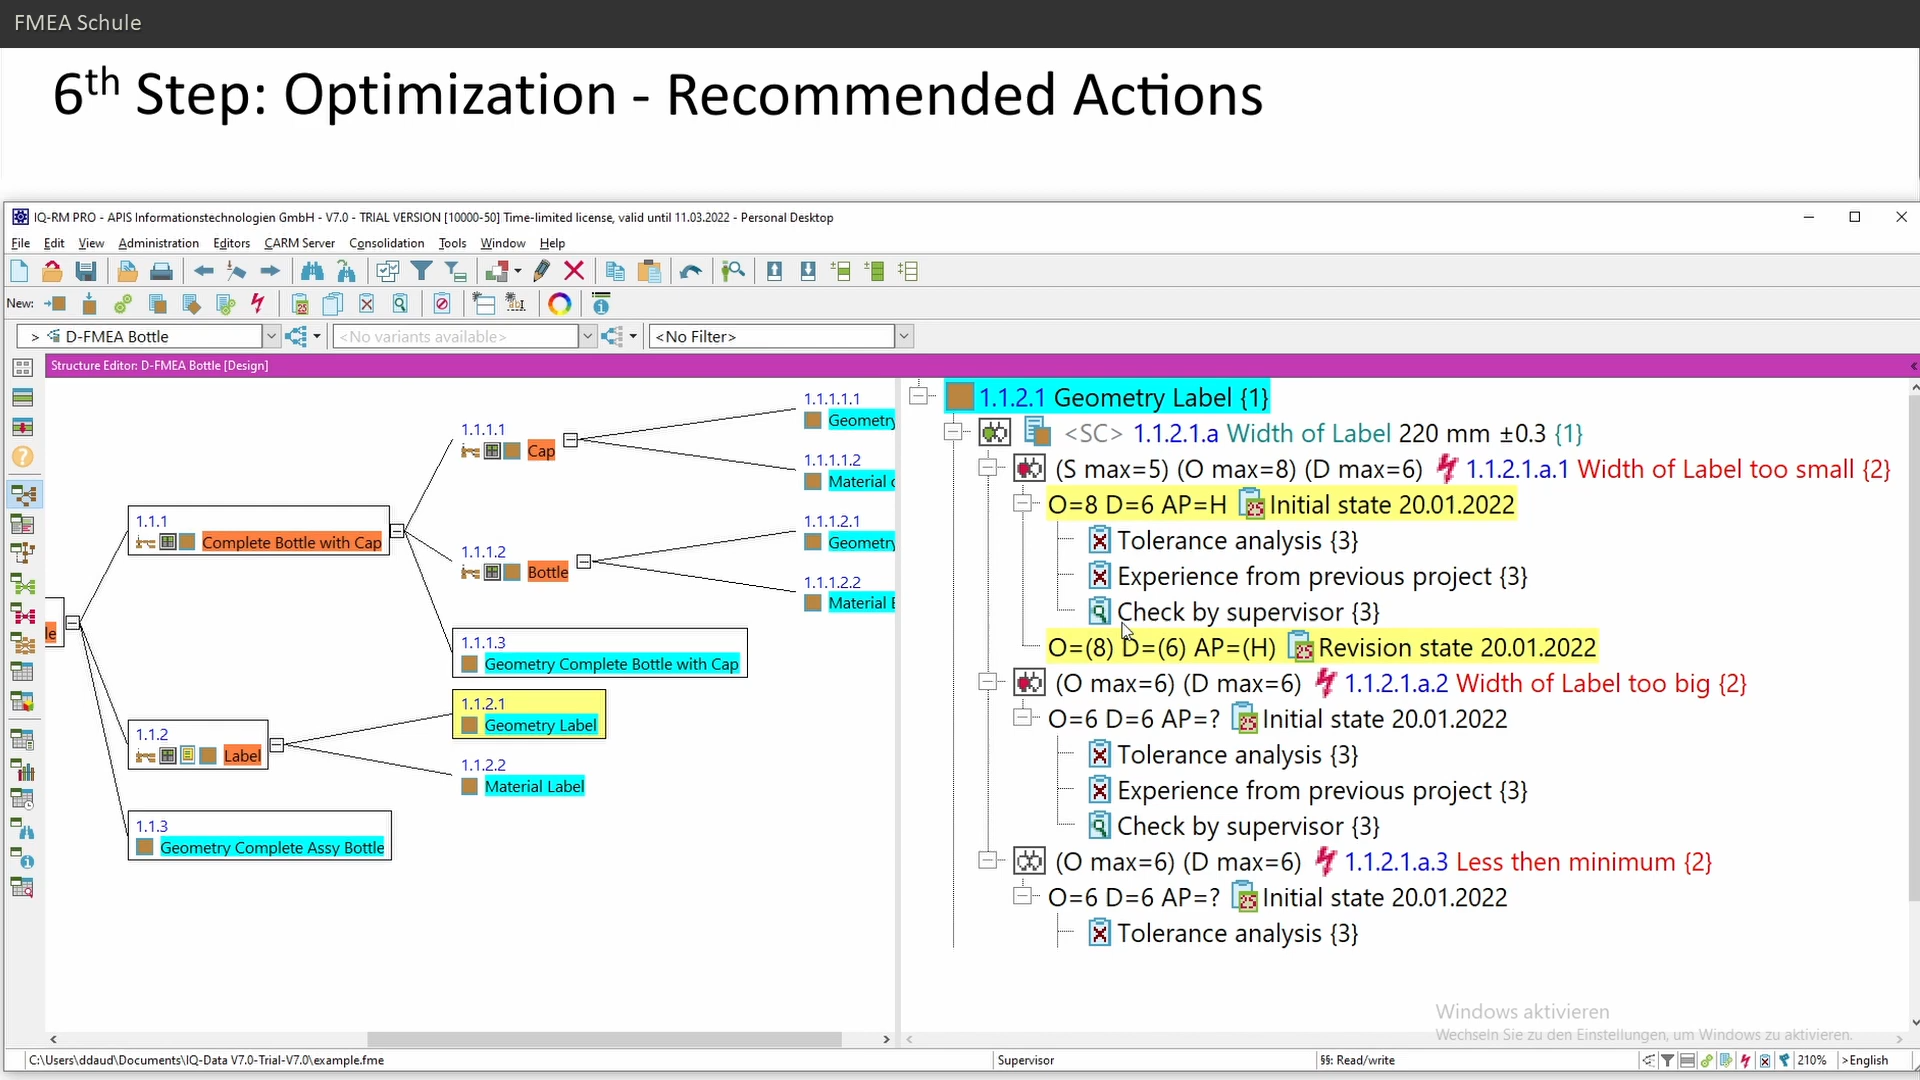 FMEA Schule
6th Step: Optimization - Recommended Actions
IQ-RM PRO - APIS Informationstechnologien GmbH - V7.0 - TRIAL VERSION [10000-50] Time-limited license, valid until 11.03.2022 - Personal Desktop
File Edit View Administration Editors CARM Server Consolidation Tools Window Help
New:
> D-FMEA Bottle <No variants available> <No Filter>
Structure Editor: D-FMEA Bottle [Design]
le
1.1.1
Complete Bottle with Cap
1.1.2
Label
1.1.3
Geometry Complete Assy Bottle
1.1.1.1
Cap
1.1.1.2
Bottle
1.1.1.3
Geometry Complete Bottle with Cap
1.1.2.1
Geometry Label
1.1.2.2
Material Label
1.1.1.1.1
Geometry
1.1.1.1.2
Material
1.1.1.2.1
Geometry
1.1.1.2.2
Material
1.1.2.1 Geometry Label {1}
<SC> 1.1.2.1.a Width of Label 220 mm ±0.3 {1}
(S max=5) (O max=8) (D max=6) 1.1.2.1.a.1 Width of Label too small {2}
O=8 D=6 AP=H Initial state 20.01.2022
Tolerance analysis {3}
Experience from previous project {3}
Check by supervisor {3}
O=(8) D=(6) AP=(H) Revision state 20.01.2022
(O max=6) (D max=6) 1.1.2.1.a.2 Width of Label too big {2}
O=6 D=6 AP=? Initial state 20.01.2022
Tolerance analysis {3}
Experience from previous project {3}
Check by supervisor {3}
(O max=6) (D max=6) 1.1.2.1.a.3 Less then minimum {2}
O=6 D=6 AP=? Initial state 20.01.2022
Tolerance analysis {3}
Windows aktivieren
Wechseln Sie zu den Einstellungen, um Windows zu aktivieren.
C:\Users\ddaud\Documents\IQ-Data V7.0-Trial-V7.0\example.fme Supervisor §§: Read/write 210% >English